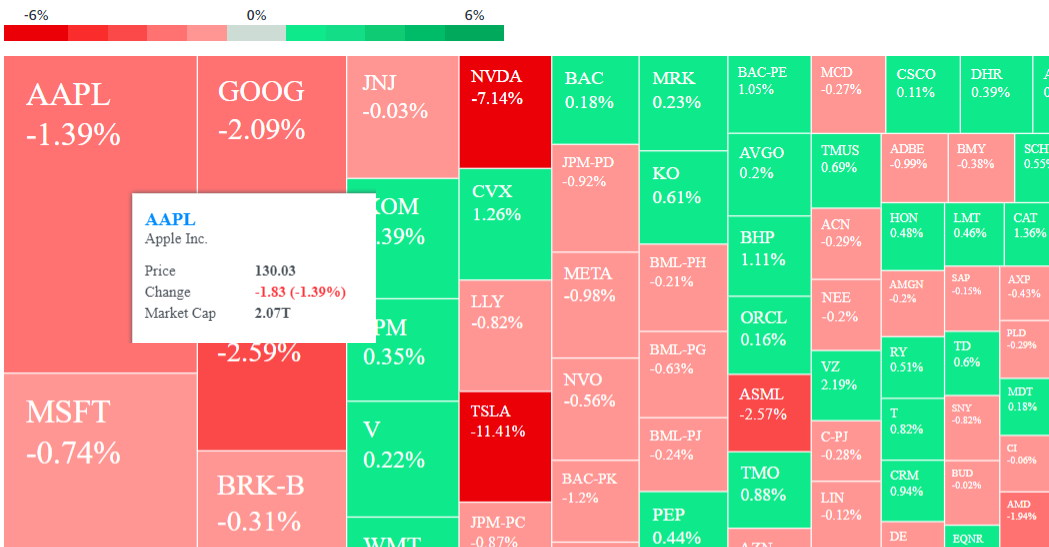 -6%
0%
6%
AAPL
-1.39%
GOOG
-2.09%
JNJ
-0.03%
NVDA
-7.14%
BAC
0.18%
MRK
0.23%
BAC-PE
1.05%
MCD
-0.27%
CSCO
0.11%
DHR
0.39%
AAPL
Apple Inc.
Price 130.03
Change -1.83 (-1.39%)
Market Cap 2.07T
-2.59%
XOM
.39%
CVX
1.26%
JPM-PD
-0.92%
KO
0.61%
AVGO
0.2%
TMUS
0.69%
ADBE
-0.99%
BMY
-0.38%
SCH
0.55%
BHP
1.11%
ACN
-0.29%
HON
0.48%
LMT
0.46%
CAT
1.36%
META
-0.98%
BML-PH
-0.21%
LLY
-0.82%
PM
0.35%
ORCL
0.16%
NEE
-0.2%
AMGN
-0.2%
SAP
-0.15%
AXP
-0.43%
PLD
-0.29%
BML-PG
-0.63%
VZ
2.19%
RY
0.51%
TD
0.6%
MSFT
-0.74%
NVO
-0.56%
ASML
-2.57%
MDT
0.18%
V
0.22%
TSLA
-11.41%
T
0.82%
SNY
-0.82%
BML-PJ
-0.24%
C-PJ
-0.28%
CI
-0.06%
BRK-B
-0.31%
BAC-PK
-1.2%
TMO
0.88%
CRM
0.94%
BUD
-0.02%
LIN
-0.12%
AMD
-1.94%
JPM-PC
-0.87%
PEP
0.44%
WMT
AZN
DE
EQNR